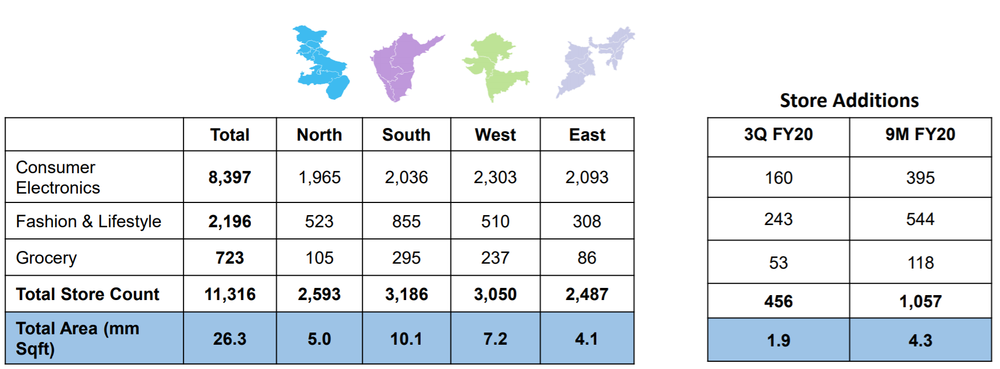 Store Additions
Total North South West East
3Q FY20 9M FY20
Consumer
Electronics
8,397 1,965 2,036 2,303 2,093
160 395
Fashion & Lifestyle 2,196 523 855 510 308
243 544
Grocery 723 105 295 237 86
53 118
Total Store Count 11,316 2,593 3,186 3,050 2,487
456 1,057
Total Area (mm
Sqft)
26.3 5.0 10.1 7.2 4.1
1.9 4.3